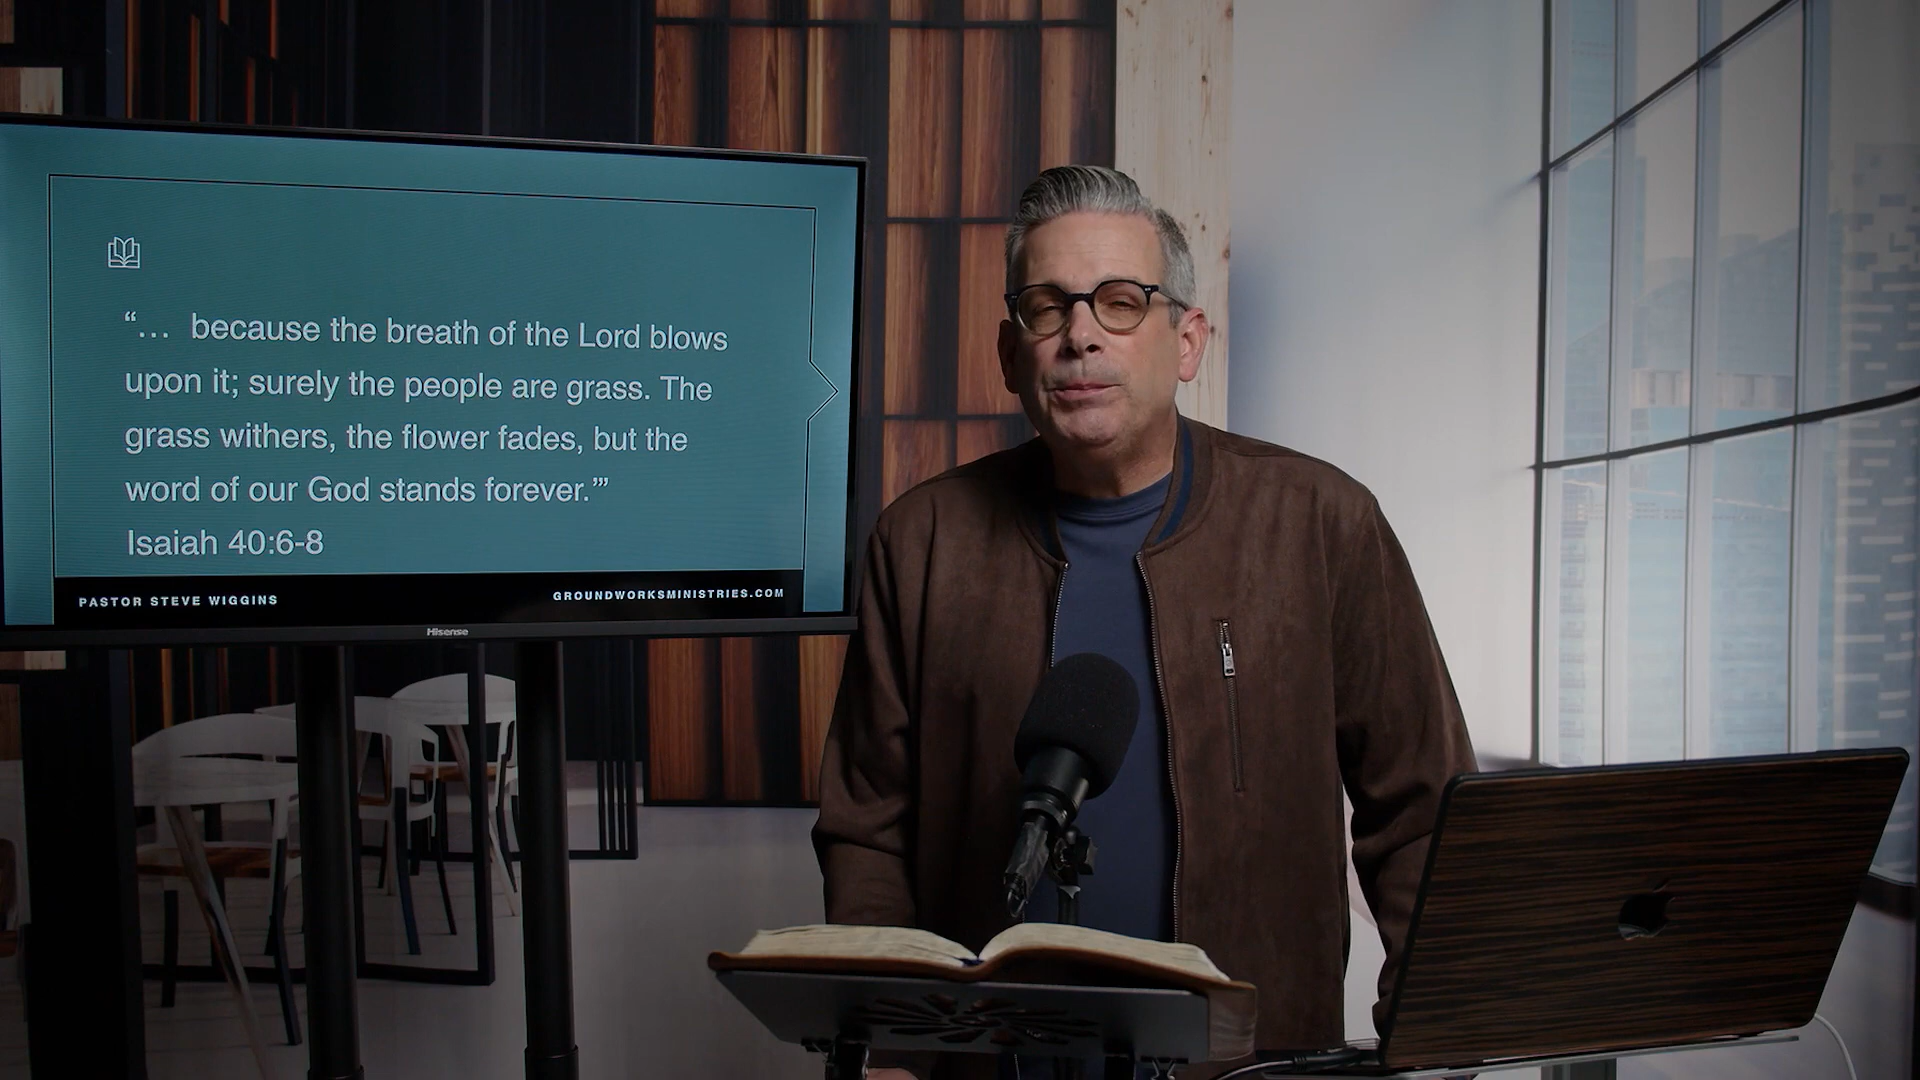 “… because the breath of the Lord blows
upon it; surely the people are grass. The
grass withers, the flower fades, but the
word of our God stands forever.’”
Isaiah 40:6-8
PASTOR STEVE WIGGINS
GROUNDWORKSMINISTRIES.COM
Hisense